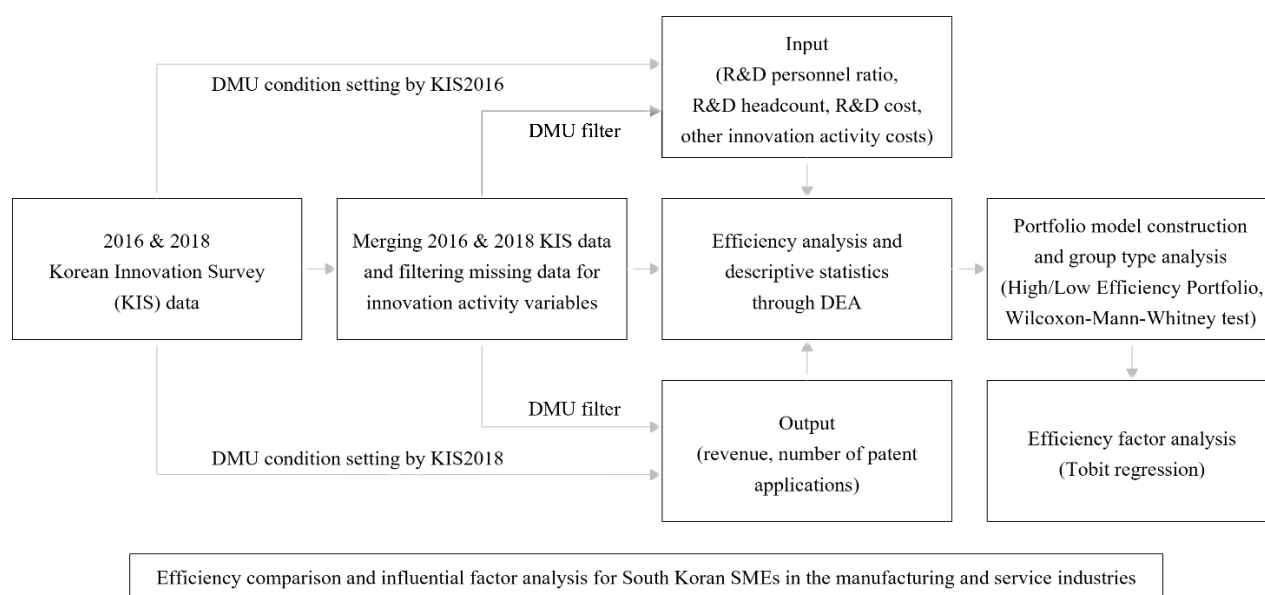 Input
(R&D personnel ratio,
R&D headcount, R&D cost,
other innovation activity costs)
DMU condition setting by KIS2016
DMU filter
2016 & 2018
Korean Innovation Survey
(KIS) data
Merging 2016 & 2018 KIS data
and filtering missing data for
innovation activity variables
Efficiency analysis and
descriptive statistics
through DEA
Portfolio model construction
and group type analysis
(High/Low Efficiency Portfolio,
Wilcoxon-Mann-Whitney test)
DMU filter
DMU condition setting by KIS2018
Output
(revenue, number of patent
applications)
Efficiency factor analysis
(Tobit regression)
Efficiency comparison and influential factor analysis for South Koran SMEs in the manufacturing and service industries